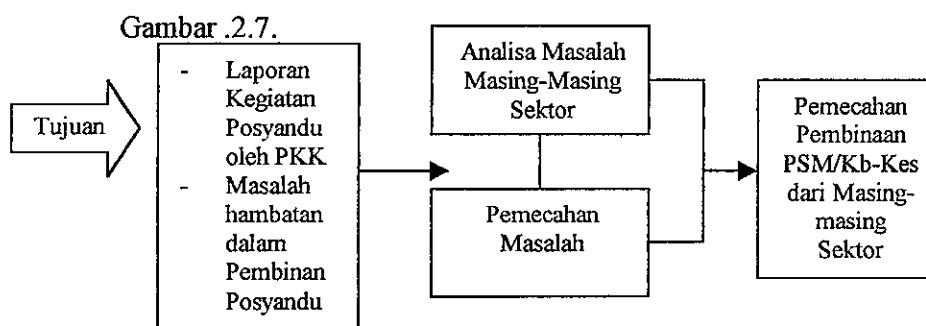 Gambar .2.7.
Tujuan
- Laporan
Kegiatan
Posyandu
oleh PKK
- Masalah
hambatan
dalam
Pembinan
Posyandu
Analisa Masalah
Masing-Masing
Sektor
Pemecahan
Masalah
Pemecahan
Pembinaan
PSM/Kb-Kes
dari Masing-
masing
Sektor